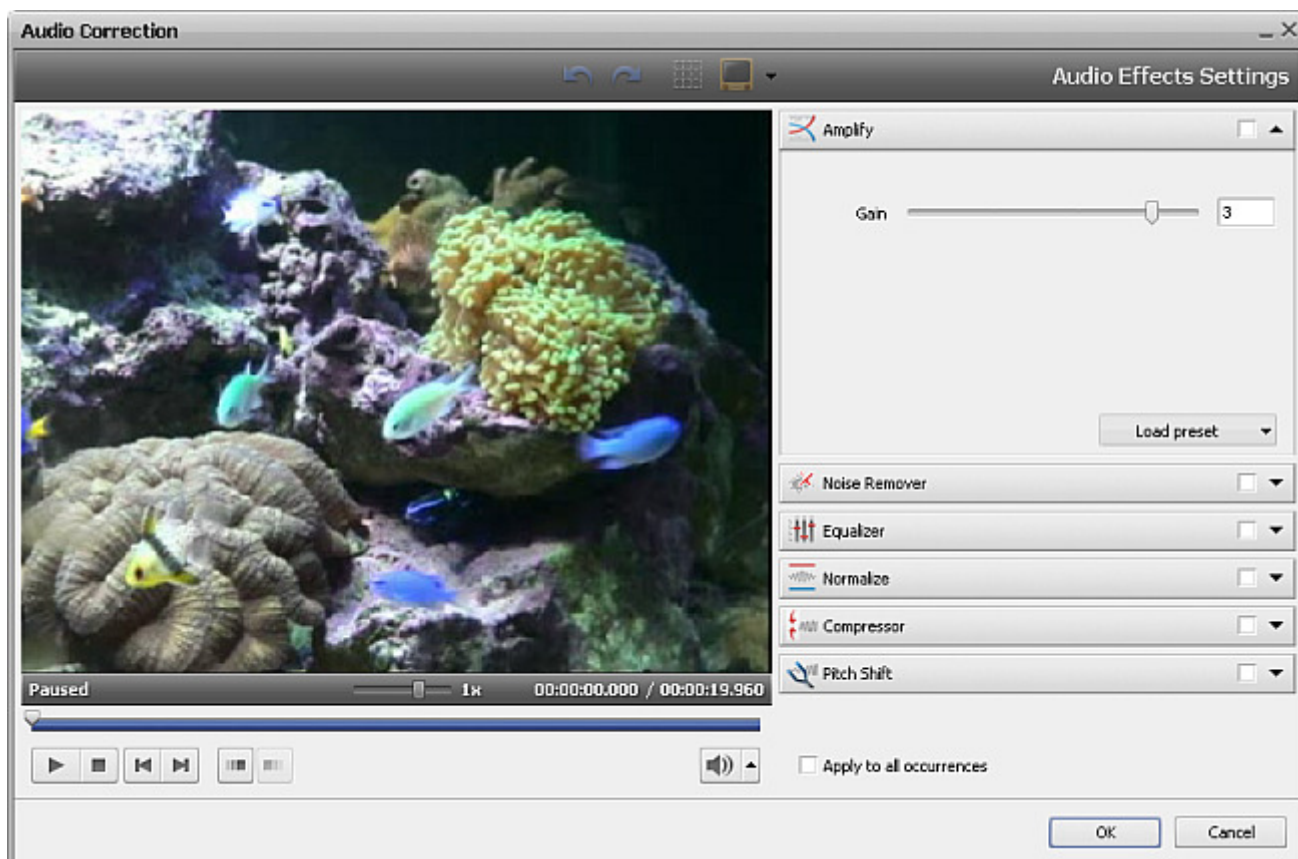 Audio Correction
Audio Effects Settings
Amplify
Gain 3
Load preset
Noise Remover
Equalizer
Normalize
Compressor
Pitch Shift
Paused 1x 00:00:00.000 / 00:00:19.960
Apply to all occurrences
OK Cancel